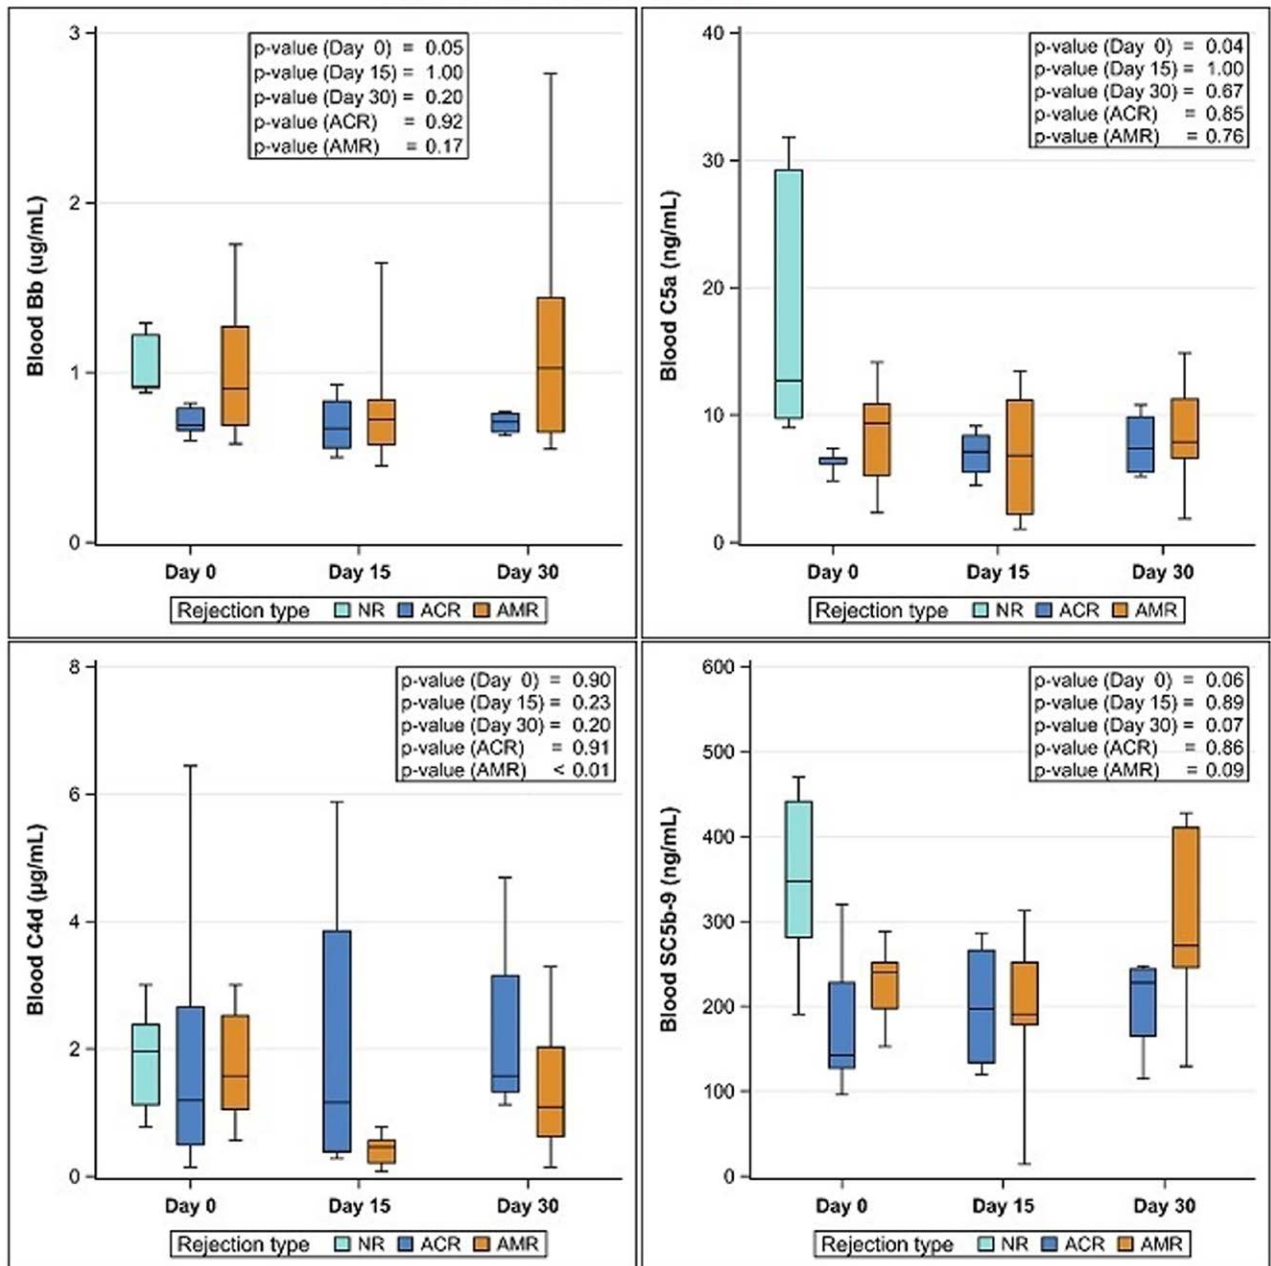 Blood Bb (ug/mL)
3
2
1
0
p-value (Day 0) = 0.05
p-value (Day 15) = 1.00
p-value (Day 30) = 0.20
p-value (ACR) = 0.92
p-value (AMR) = 0.17
Day 0 Day 15 Day 30
Rejection type NR ACR AMR
Blood C5a (ng/mL)
40
30
20
10
0
p-value (Day 0) = 0.04
p-value (Day 15) = 1.00
p-value (Day 30) = 0.67
p-value (ACR) = 0.85
p-value (AMR) = 0.76
Day 0 Day 15 Day 30
Rejection type NR ACR AMR
Blood C4d (µg/mL)
8
6
4
2
0
p-value (Day 0) = 0.90
p-value (Day 15) = 0.23
p-value (Day 30) = 0.20
p-value (ACR) = 0.91
p-value (AMR) < 0.01
Day 0 Day 15 Day 30
Rejection type NR ACR AMR
Blood SC5b-9 (ng/mL)
600
500
400
300
200
100
0
p-value (Day 0) = 0.06
p-value (Day 15) = 0.89
p-value (Day 30) = 0.07
p-value (ACR) = 0.86
p-value (AMR) = 0.09
Day 0 Day 15 Day 30
Rejection type NR ACR AMR